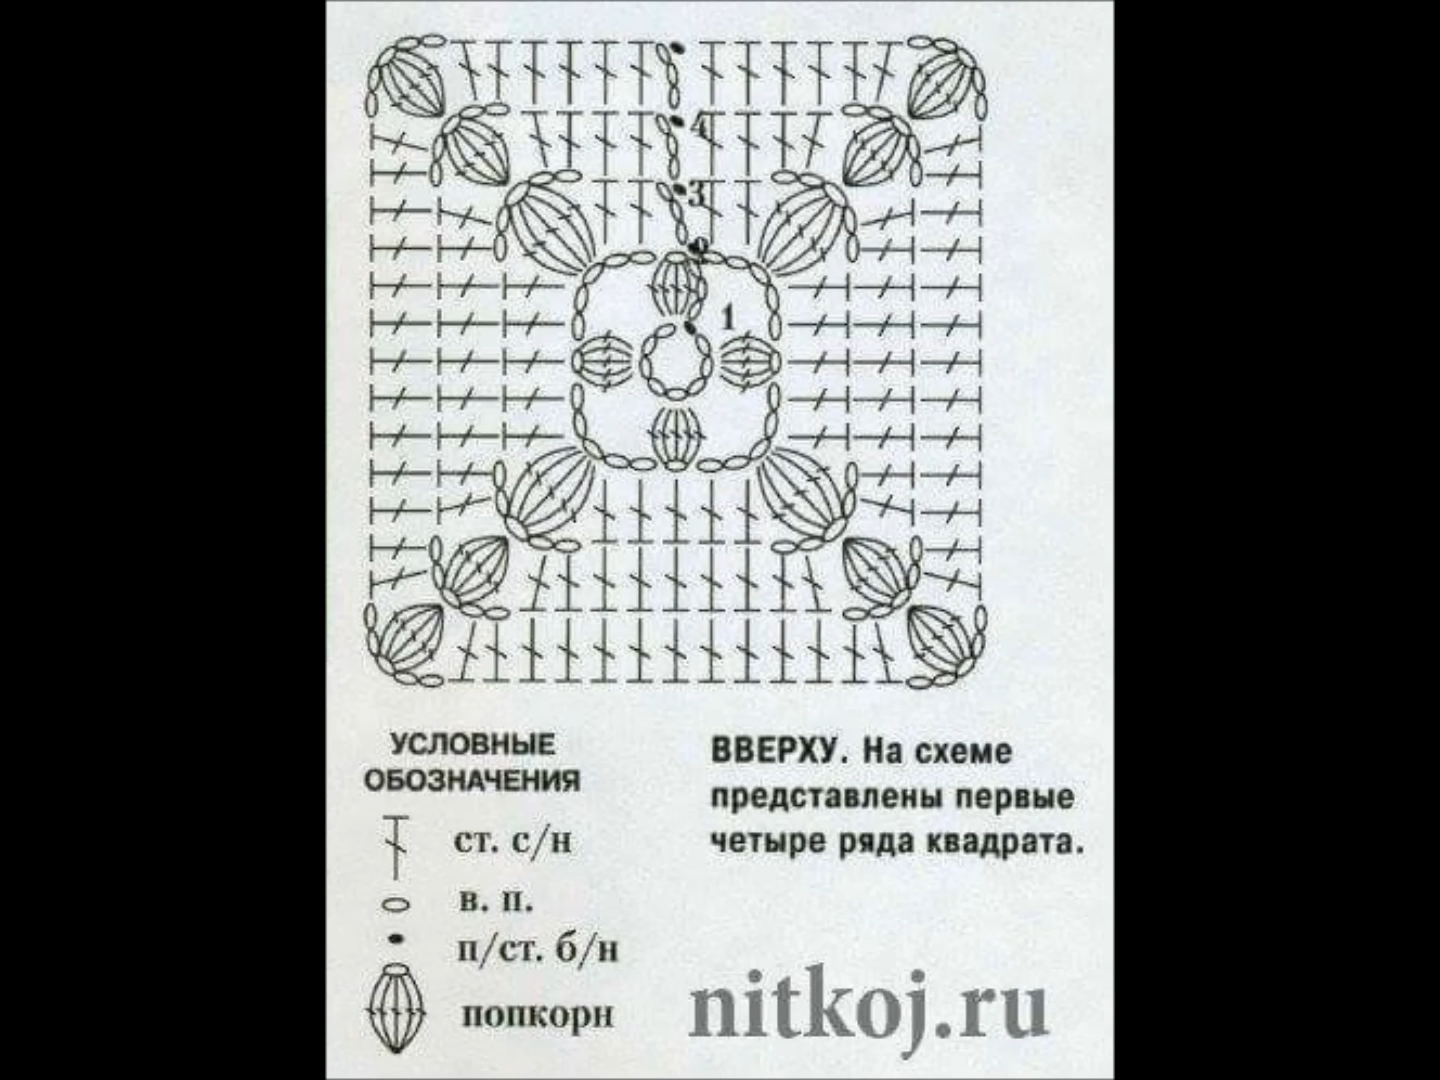 4
3
2
1
УСЛОВНЫЕ
ОБОЗНАЧЕНИЯ
ст. с/н
в. п.
п/ст. б/н
попкорн
ВВЕРХУ. На схеме
представлены первые
четыре ряда квадрата.
nitkoj.ru